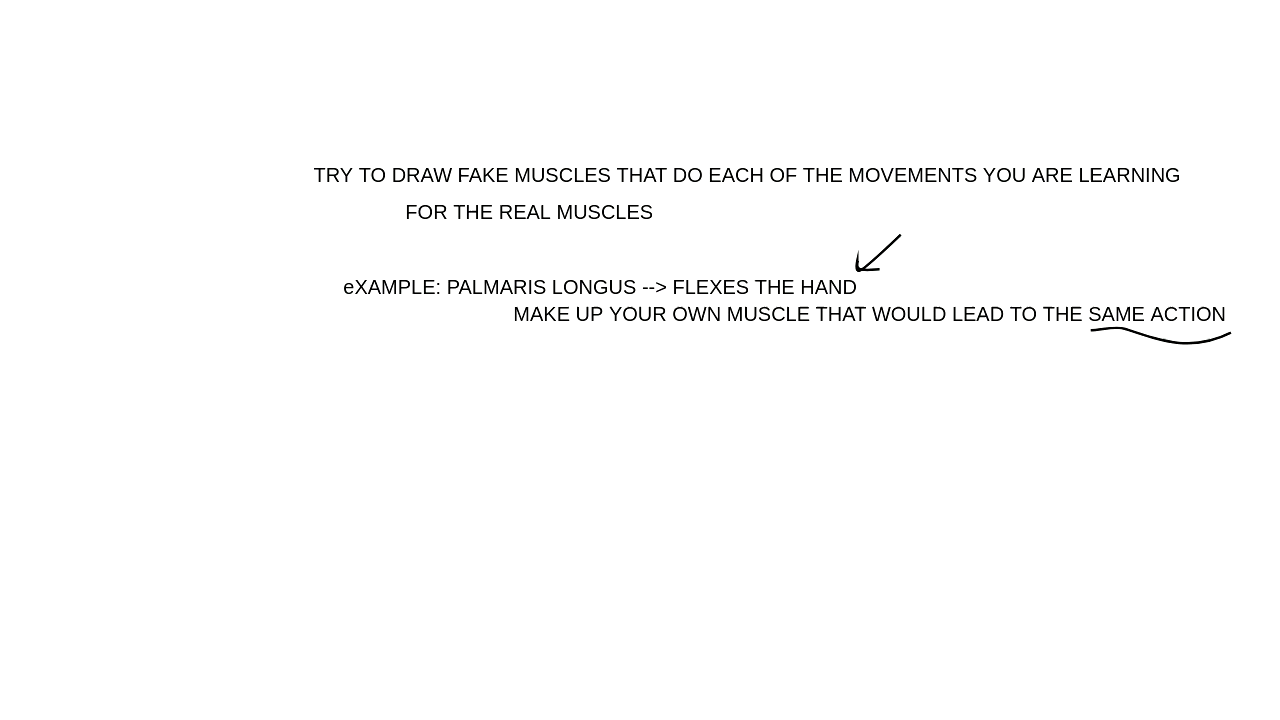 TRY TO DRAW FAKE MUSCLES THAT DO EACH OF THE MOVEMENTS YOU ARE LEARNING
FOR THE REAL MUSCLES
eXAMPLE: PALMARIS LONGUS --> FLEXES THE HAND
MAKE UP YOUR OWN MUSCLE THAT WOULD LEAD TO THE SAME ACTION